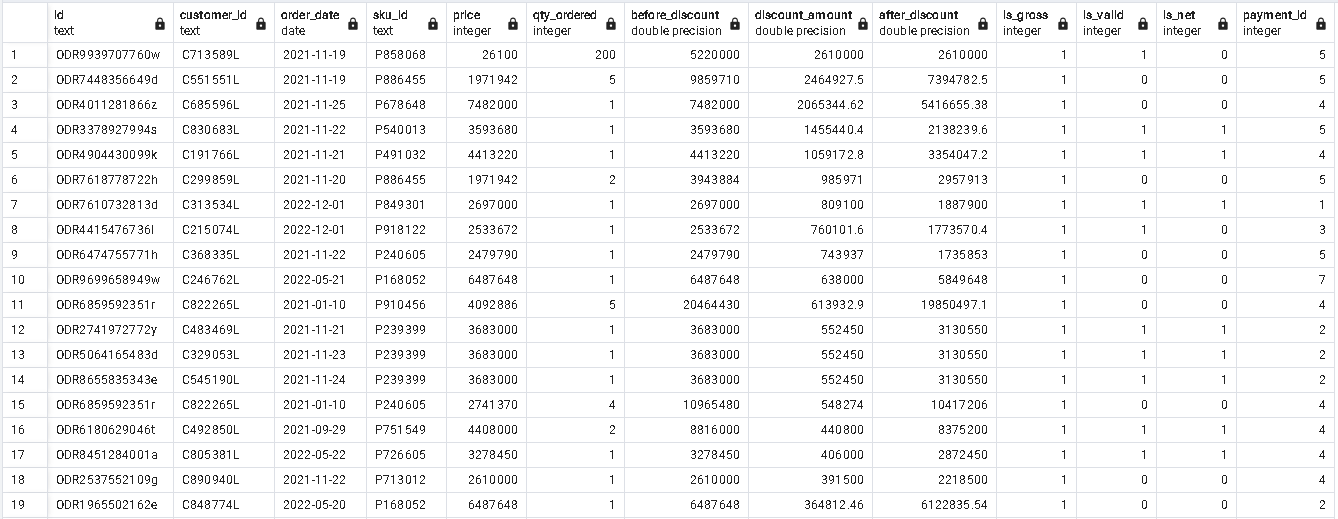 id customer_id order_date sku_id price qty_ordered before_discount discount_amount after_discount is_gross is_valid is_net payment_id
text text date text integer integer double precision double precision double precision integer integer integer integer
1 ODR9939707760w C713589L 2021-11-19 P858068 26100 200 5220000 2610000 2610000 1 1 0 5
2 ODR7448356649d C551551L 2021-11-19 P886455 1971942 5 9859710 2464927.5 7394782.5 1 0 0 5
3 ODR4011281866z C685596L 2021-11-25 P678648 7482000 1 7482000 2065344.62 5416655.38 1 0 0 4
4 ODR3378927994s C830683L 2021-11-22 P540013 3593680 1 3593680 1455440.4 2138239.6 1 1 1 5
5 ODR4904430099k C191766L 2021-11-21 P491032 4413220 1 4413220 1059172.8 3354047.2 1 1 1 4
6 ODR7618778722h C299859L 2021-11-20 P886455 1971942 2 3943884 985971 2957913 1 0 0 5
7 ODR7610732813d C313534L 2022-12-01 P849301 2697000 1 2697000 809100 1887900 1 1 1 1
8 ODR4415476736l C215074L 2022-12-01 P918122 2533672 1 2533672 760101.6 1773570.4 1 1 0 3
9 ODR6474755771h C368335L 2021-11-22 P240605 2479790 1 2479790 743937 1735853 1 0 0 5
10 ODR9699658949w C246762L 2022-05-21 P168052 6487648 1 6487648 638000 5849648 1 0 0 7
11 ODR6859592351r C822265L 2021-01-10 P910456 4092886 5 20464430 613932.9 19850497.1 1 0 0 4
12 ODR2741972772y C483469L 2021-11-21 P239399 3683000 1 3683000 552450 3130550 1 1 1 2
13 ODR5064165483d C329053L 2021-11-23 P239399 3683000 1 3683000 552450 3130550 1 1 1 2
14 ODR8655835343e C545190L 2021-11-24 P239399 3683000 1 3683000 552450 3130550 1 1 1 2
15 ODR6859592351r C822265L 2021-01-10 P240605 2741370 4 10965480 548274 10417206 1 0 0 4
16 ODR6180629046t C492850L 2021-09-29 P751549 4408000 2 8816000 440800 8375200 1 1 1 4
17 ODR8451284001a C805381L 2022-05-22 P726605 3278450 1 3278450 406000 2872450 1 1 1 4
18 ODR2537552109g C890940L 2021-11-22 P713012 2610000 1 2610000 391500 2218500 1 0 0 4
19 ODR1965502162e C848774L 2022-05-20 P168052 6487648 1 6487648 364812.46 6122835.54 1 0 0 2